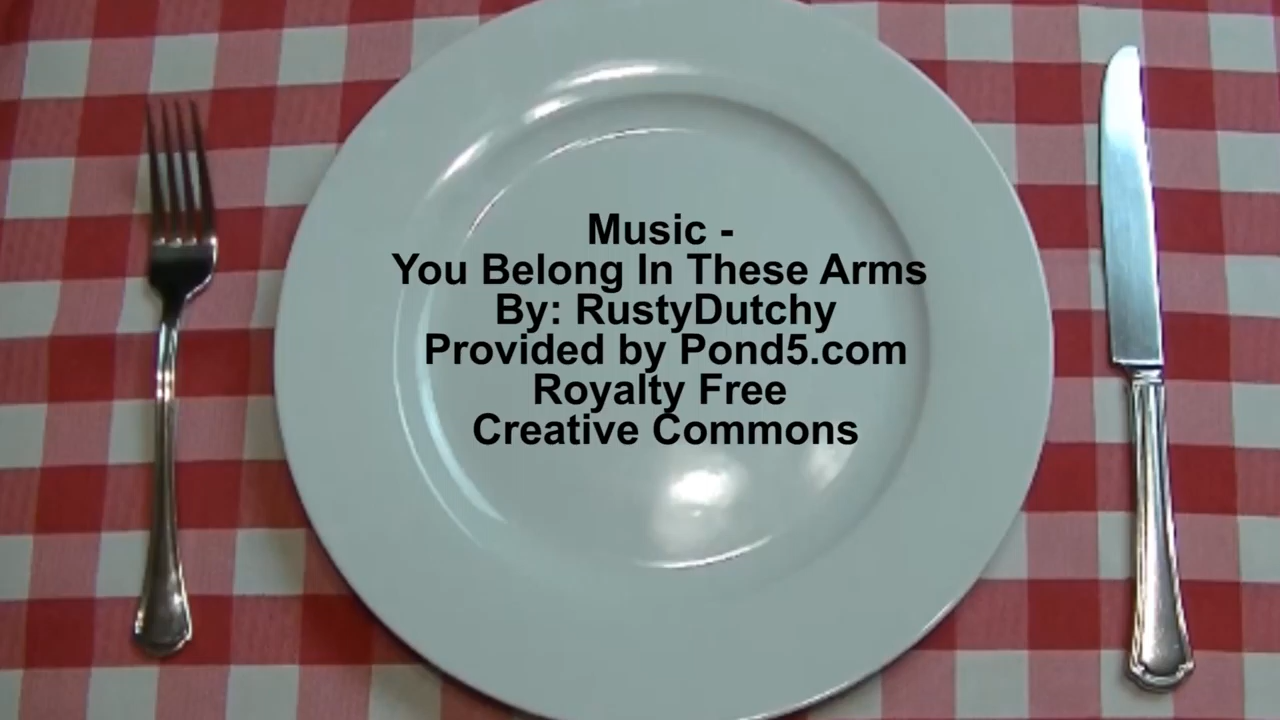 Music -
You Belong In These Arms
By: RustyDutchy
Provided by Pond5.com
Royalty Free
Creative Commons